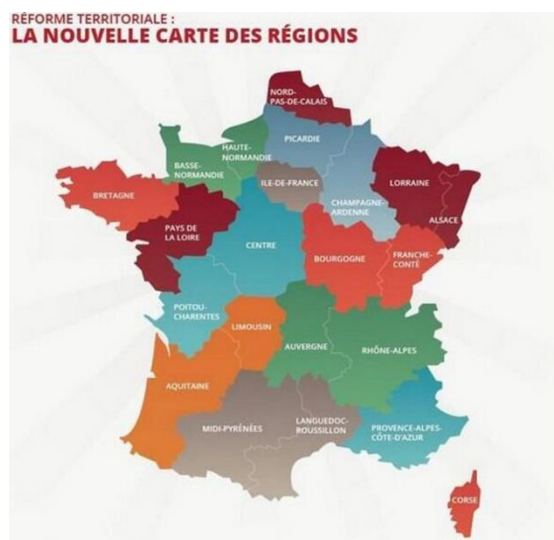 RÉFORME TERRITORIALE :
LA NOUVELLE CARTE DES RÉGIONS
NORD-
PAS-DE-CALAIS
PICARDIE
HAUTE-
NORMANDIE
BASSE-
NORMANDIE
ILE-DE-FRANCE
CHAMPAGNE-
ARDENNE
LORRAINE
ALSACE
BRETAGNE
PAYS DE
LA LOIRE
CENTRE
BOURGOGNE
FRANCHE-
CONTÉ
POITOU-
CHARENTES
LIMOUSIN
AUVERGNE
RHÔNE-ALPES
AQUITAINE
MIDI-PYRÉNÉES
LANGUEDOC-
ROUSSILLON
PROVENCE-ALPES-
CÔTE-D'AZUR
CORSE